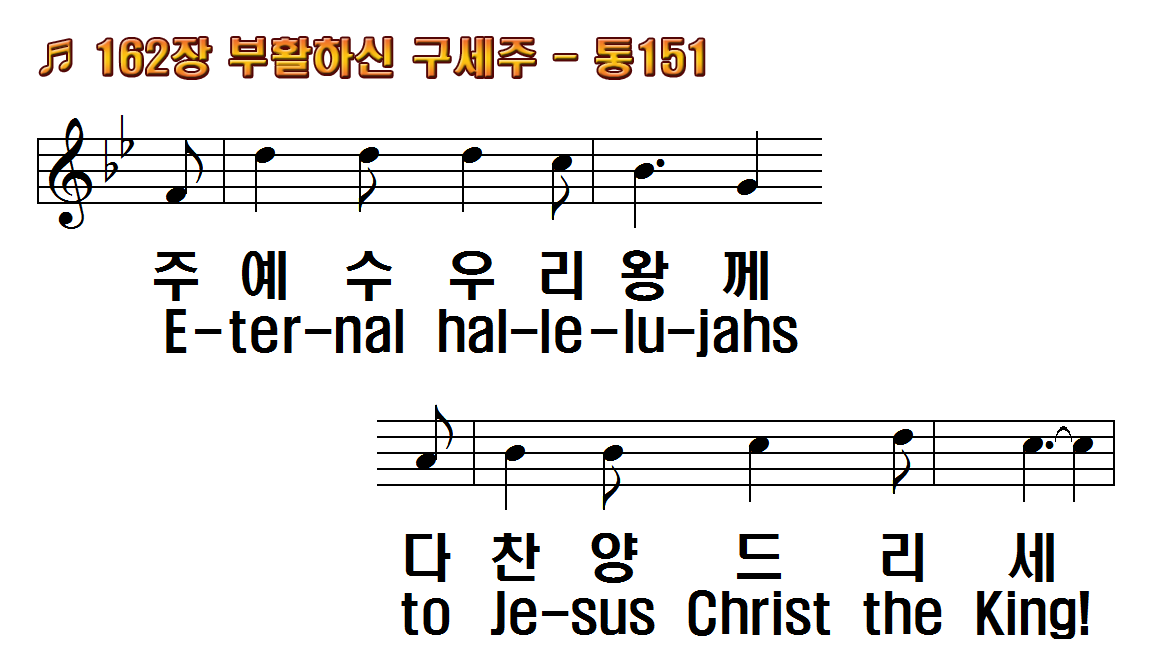 ♬ 162장 부활하신 구세주 - 통151
주 예 수 우 리 왕 께
E-ter-nal hal-le-lu-jahs
다 찬 양 드 리 세
to Je-sus Christ the King!